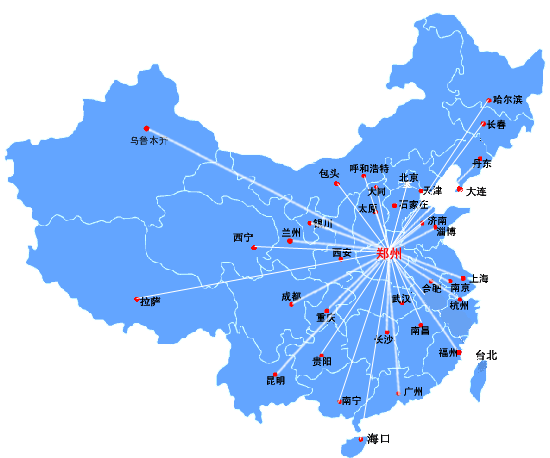 哈尔滨
长春
乌鲁木齐
丹东
呼和浩特
包头
北京
大同
天津
大连
石家庄
太原
济南
银川
兰州
淄博
西宁
西安
郑州
上海
合肥
南京
成都
拉萨
武汉
杭州
重庆
南昌
长沙
福州
台北
贵阳
昆明
广州
南宁
海口